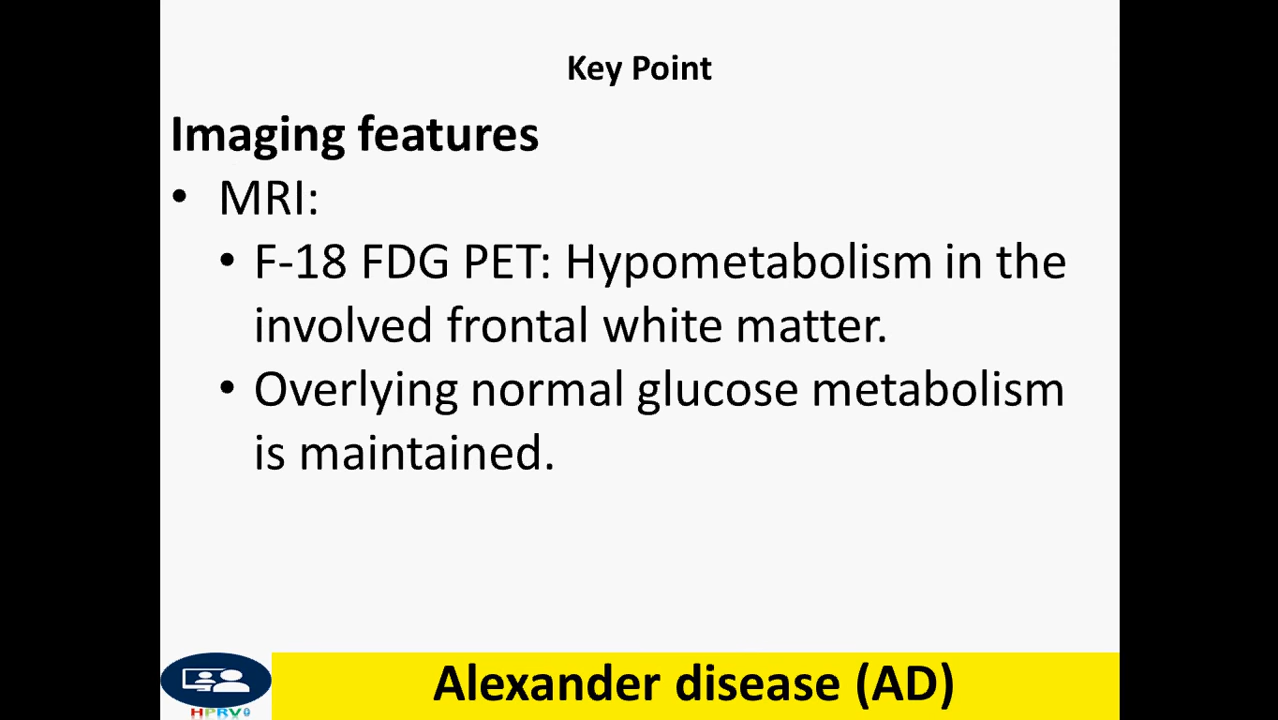 Key Point
Imaging features
• MRI:
• F-18 FDG PET: Hypometabolism in the
involved frontal white matter.
• Overlying normal glucose metabolism
is maintained.
HPRV
Alexander disease (AD)